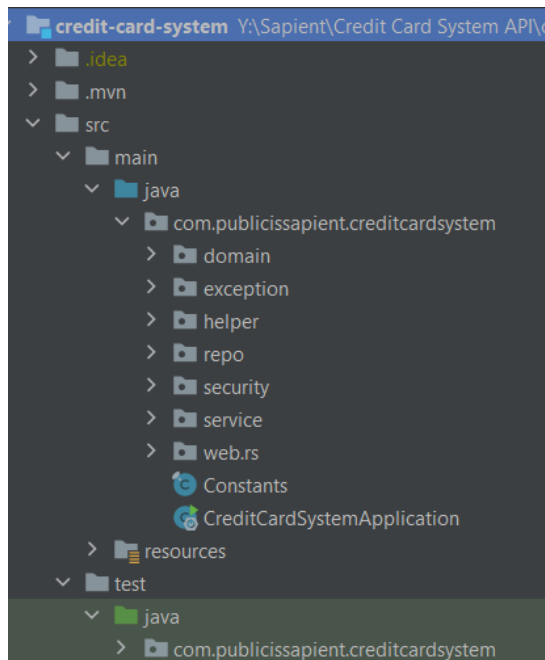 credit-card-system Y:\Sapient\Credit Card System API\
.idea
.mvn
src
main
java
com.publicissapient.creditcardsystem
domain
exception
helper
repo
security
service
web.rs
Constants
CreditCardSystemApplication
resources
test
java
com.publicissapient.creditcardsystem